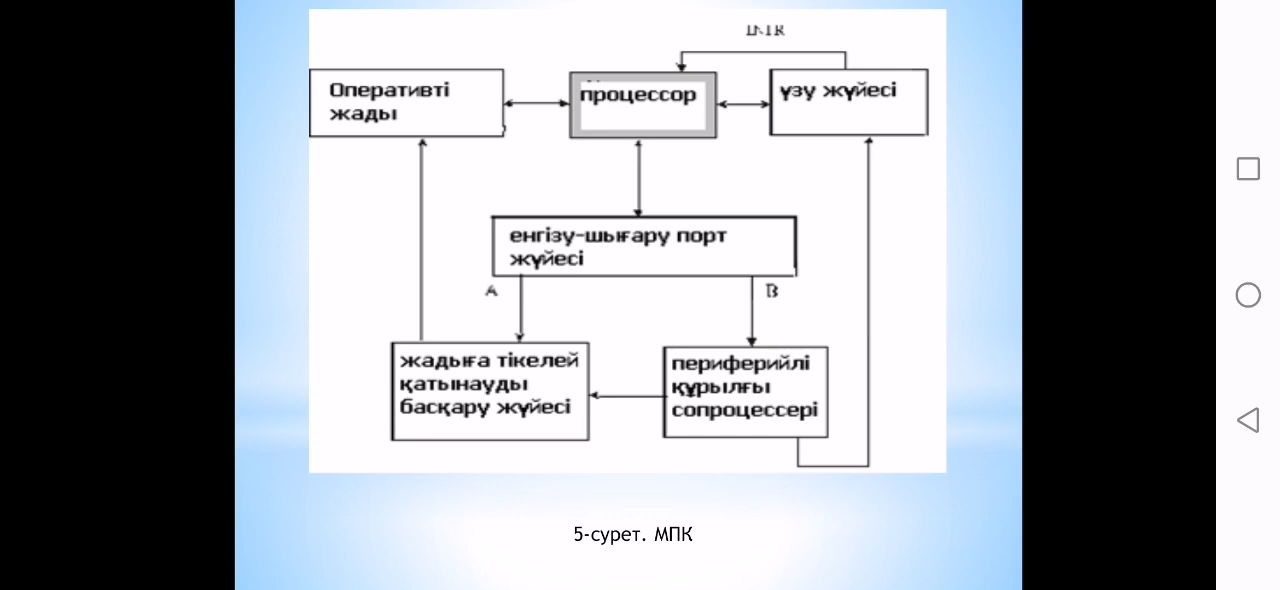 INTR
Оперативті
жады
процессор
үзу жүйесі
енгізу-шығару порт
жүйесі
A
B
жадыға тікелей
қатынауды
басқару жүйесі
периферийлі
құрылғы
сопроцессері
5-сурет. МПК